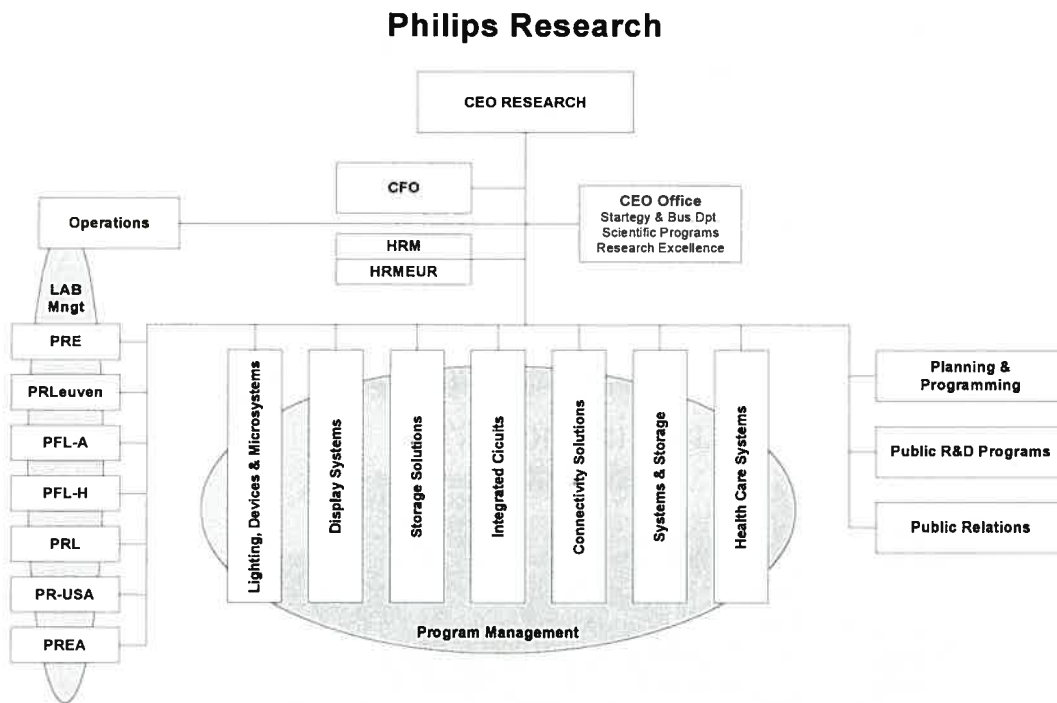 Philips Research
CEO RESEARCH
CFO
CEO Office
Startegy & Bus Dpt
Scientific Programs
Research Excellence
Operations
HRM
HRMEUR
LAB
Mngt
PRE
PRLeuven
PFL-A
PFL-H
PRL
PR-USA
PREA
Lighting, Devices & Microsystems
Display Systems
Storage Solutions
Integrated Cicuits
Connectivity Solutions
Systems & Storage
Health Care Systems
Program Management
Planning &
Programming
Public R&D Programs
Public Relations